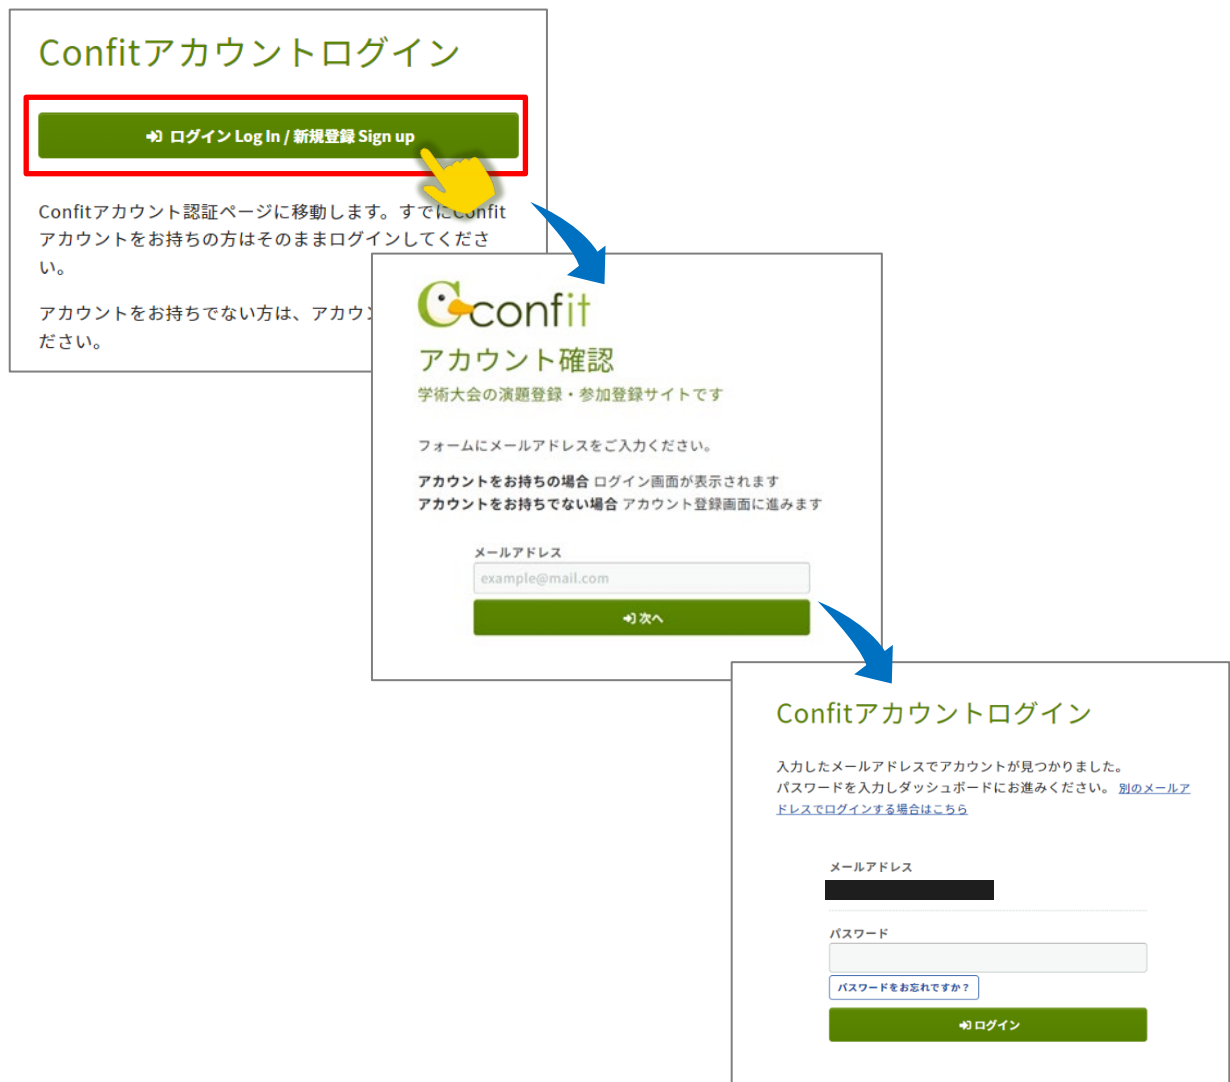 Confitアカウントログイン
ログイン Log In / 新規登録 Sign up
Confitアカウント認証ページに移動します。すでにConfit
アカウントをお持ちの方はそのままログインしてくださ
い。
アカウントをお持ちでない方は、アカウン
ださい。
confit
アカウント確認
学術大会の演題登録・参加登録サイトです
フォームにメールアドレスをご入力ください。
アカウントをお持ちの場合 ログイン画面が表示されます
アカウントをお持ちでない場合 アカウント登録画面に進みます
メールアドレス
example@mail.com
次へ
Confitアカウントログイン
入力したメールアドレスでアカウントが見つかりました。
パスワードを入力しダッシュボードにお進みください。 別のメールア
ドレスでログインする場合はこちら
メールアドレス
パスワード
パスワードをお忘れですか？
ログイン